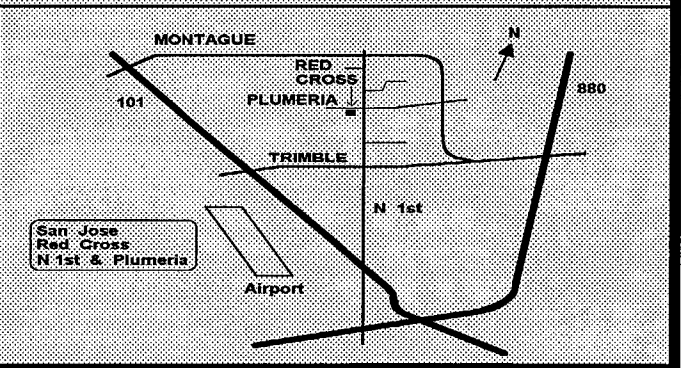 N
MONTAGUE
RED
CROSS
880
101
PLUMERIA
TRIMBLE
N 1st
San Jose
Red Cross
N 1st & Plumeria
Airport